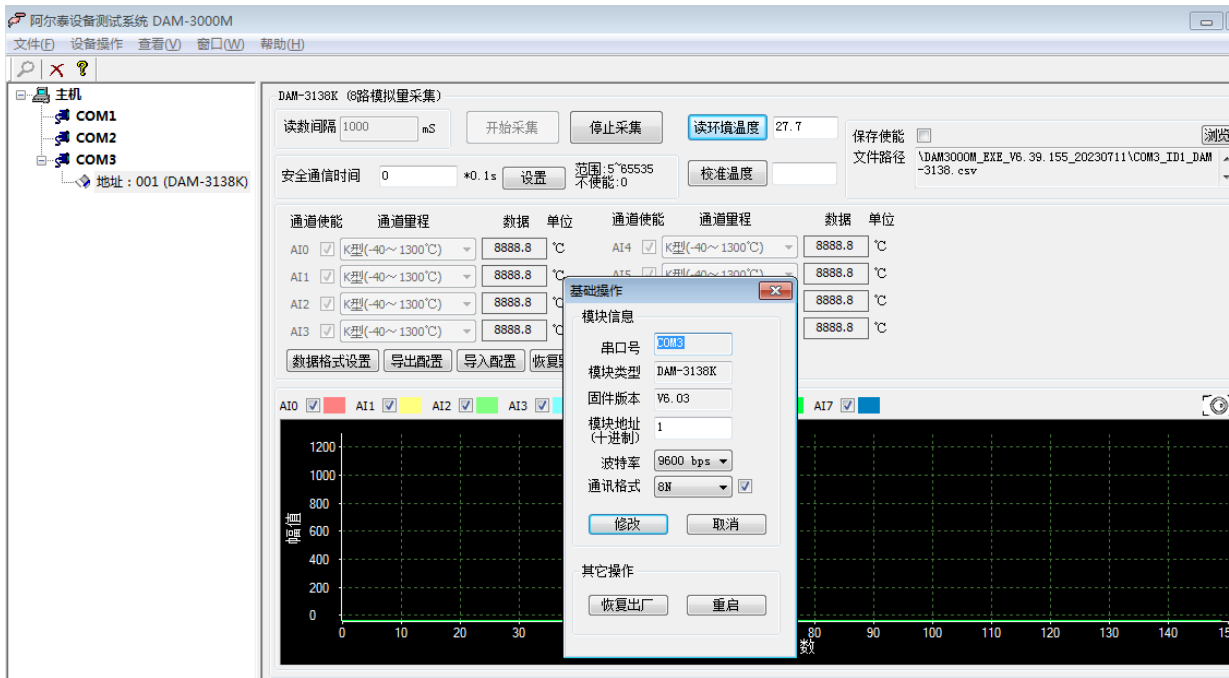 阿尔泰设备测试系统 DAM-3000M
文件(F) 设备操作 查看(V) 窗口(W) 帮助(H)
主机
COM1
COM2
COM3
地址：001 (DAM-3138K)
DAM-3138K (8路模拟量采集)
读数间隔 1000 mS 开始采集 停止采集 读环境温度 27.7
保存使能 浏览
文件路径 \DAM3000M_EXE_V6.39.155_20230711\COM3_ID1_DAM
-3138.csv
安全通信时间 0 *0.1s 设置 范围:5~65535
不使能:0
校准温度
通道使能 通道量程 数据 单位 通道使能 通道量程 数据 单位
AI0 K型(-40～1300℃) 8888.8 ℃ AI4 K型(-40～1300℃) 8888.8 ℃
AI1 K型(-40～1300℃) 8888.8 ℃ AI5 K型(-40～1300℃) 8888.8 ℃
AI2 K型(-40～1300℃) 8888.8 ℃ 8888.8 ℃
AI3 K型(-40～1300℃) 8888.8 ℃ 8888.8 ℃
数据格式设置 导出配置 导入配置 恢复
AI0 AI1 AI2 AI3 AI7
幅值
1200
1000
800
600
400
200
0
0 10 20 30 80 90 100 110 120 130 140
数
基础操作
模块信息
串口号 COM3
模块类型 DAM-3138K
固件版本 V6.03
模块地址
(十进制) 1
波特率 9600 bps
通讯格式 8N
修改 取消
其它操作
恢复出厂 重启